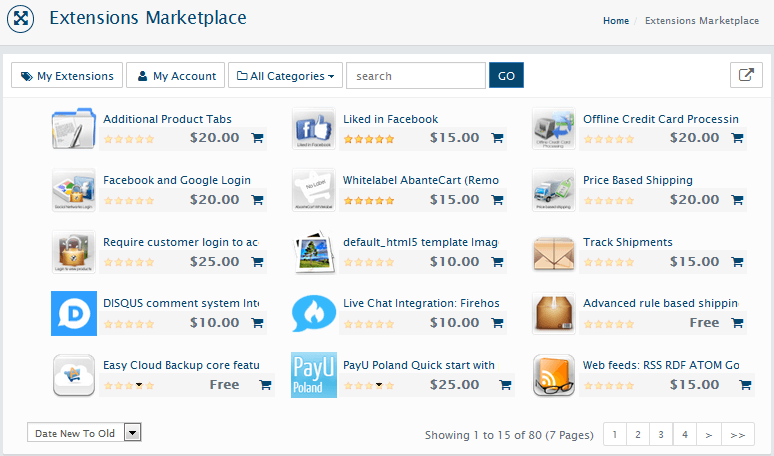 Extensions Marketplace
Home / Extensions Marketplace
My Extensions My Account All Categories search GO
Additional Product Tabs Liked in Facebook Offline Credit Card Processin
$20.00 $15.00 $20.00
Facebook and Google Login Whitelabel AbanteCart (Remo Price Based Shipping
$20.00 $15.00 $20.00
Require customer login to ac default_html5 template Imag Track Shipments
$25.00 $10.00 $15.00
DISQUS comment system Inte Live Chat Integration: Firehos Advanced rule based shippin
$10.00 $10.00 Free
Easy Cloud Backup core featu PayU Poland PayU Poland Quick start with Web feeds: RSS RDF ATOM Go
Free $25.00 $15.00
Date New To Old Showing 1 to 15 of 80 (7 Pages) 1 2 3 4 > >>